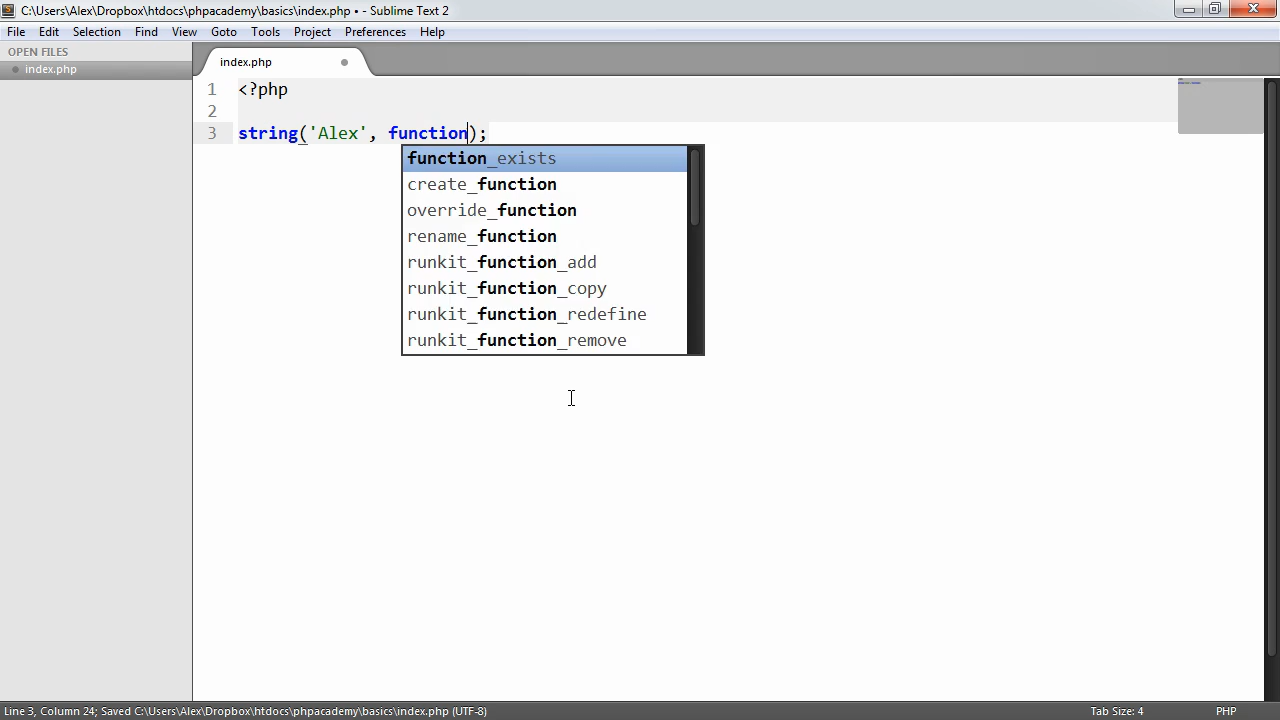 C:\Users\Alex\Dropbox\htdocs\phpacademy\basics\index.php • - Sublime Text 2
File Edit Selection Find View Goto Tools Project Preferences Help
OPEN FILES
index.php
index.php
1 <?php
2
3 string('Alex', function);
function_exists
create_function
override_function
rename_function
runkit_function_add
runkit_function_copy
runkit_function_redefine
runkit_function_remove
Line 3, Column 24; Saved C:\Users\Alex\Dropbox\htdocs\phpacademy\basics\index.php (UTF-8) Tab Size: 4 PHP